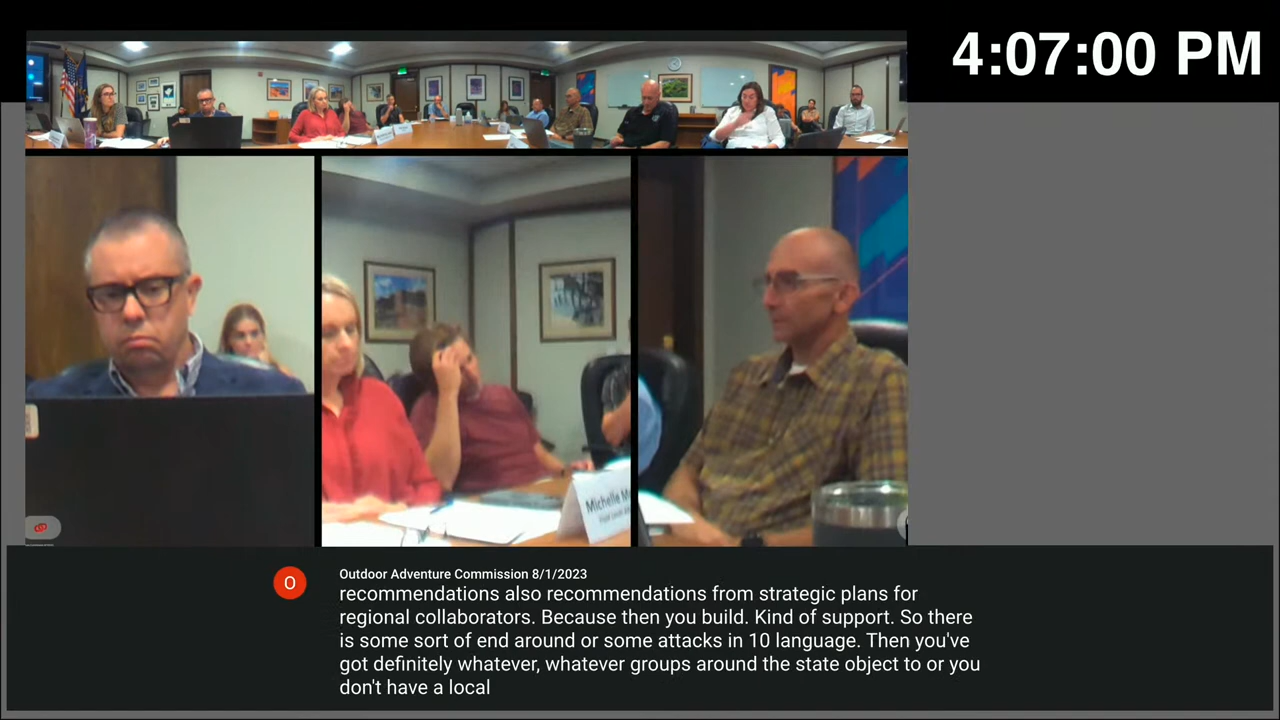 4:07:00 PM
Michelle
O
Outdoor Adventure Commission 8/1/2023
recommendations also recommendations from strategic plans for
regional collaborators. Because then you build. Kind of support. So there
is some sort of end around or some attacks in 10 language. Then you've
got definitely whatever, whatever groups around the state object to or you
don't have a local